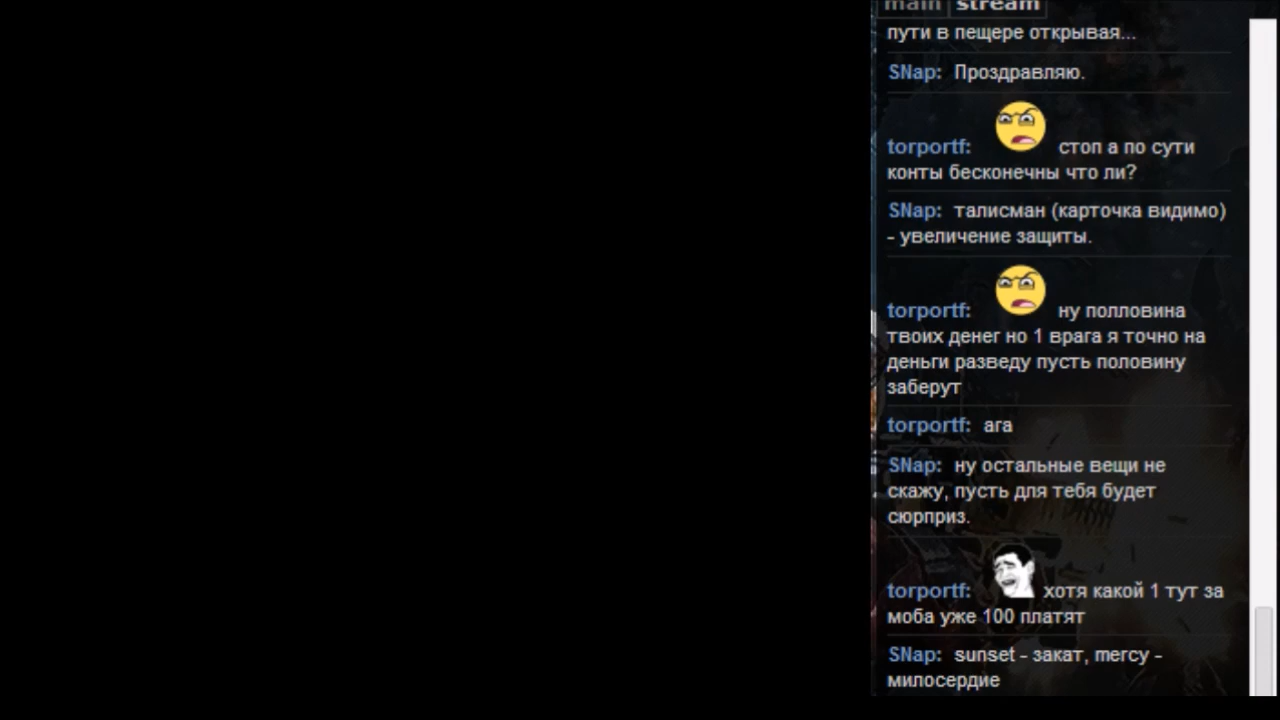 main stream
пути в пещере открывая...
SNap: Проздравляю.
torportf: стоп а по сути
конты бесконечны что ли?
SNap: талисман (карточка видимо)
- увеличение защиты.
torportf: ну полловина
твоих денег но 1 врага я точно на
деньги разведу пусть половину
заберут
torportf: ага
SNap: ну остальные вещи не
скажу, пусть для тебя будет
сюрприз.
torportf: хотя какой 1 тут за
моба уже 100 платят
SNap: sunset - закат, mercy -
милосердие